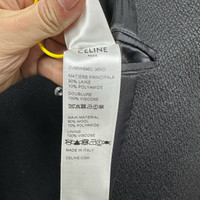 CELINE
PARIS
MATIERE PRINCIPALE
90% LAINE
10% POLYAMIDE
DOUBLURE
100% VISCOSE
MAIN MATERIAL
90% WOOL
10% POLYAMIDE
LINING
100% VISCOSE
MADE IN ITALY
CELINE.COM